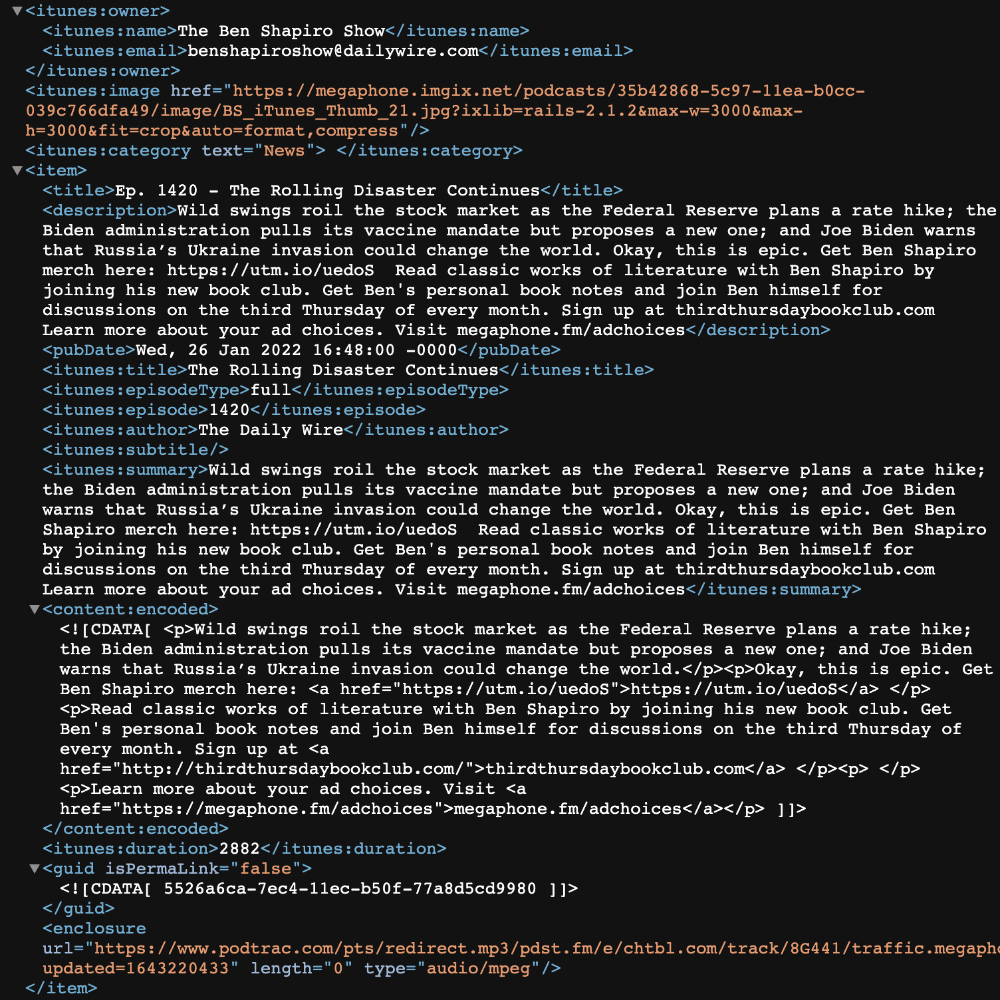 ▼<itunes:owner>
<itunes:name>The Ben Shapiro Show</itunes:name>
<itunes:email>benshapiroshow@dailywire.com</itunes:email>
</itunes:owner>
<itunes:image href="https://megaphone.imgix.net/podcasts/35b42868-5c97-11ea-b0cc-
039c766dfa49/image/BS_iTunes_Thumb_21.jpg?ixlib=rails-2.1.2&max-w=3000&max-
h=3000&fit=crop&auto=format,compress"/>
<itunes:category text="News"> </itunes:category>
▼<item>
<title>Ep. 1420 - The Rolling Disaster Continues</title>
<description>Wild swings roil the stock market as the Federal Reserve plans a rate hike; the
Biden administration pulls its vaccine mandate but proposes a new one; and Joe Biden warns
that Russia’s Ukraine invasion could change the world. Okay, this is epic. Get Ben Shapiro
merch here: https://utm.io/uedoS  Read classic works of literature with Ben Shapiro by
joining his new book club. Get Ben's personal book notes and join Ben himself for
discussions on the third Thursday of every month. Sign up at thirdthursdaybookclub.com
Learn more about your ad choices. Visit megaphone.fm/adchoices</description>
<pubDate>Wed, 26 Jan 2022 16:48:00 -0000</pubDate>
<itunes:title>The Rolling Disaster Continues</itunes:title>
<itunes:episodeType>full</itunes:episodeType>
<itunes:episode>1420</itunes:episode>
<itunes:author>The Daily Wire</itunes:author>
<itunes:subtitle/>
<itunes:summary>Wild swings roil the stock market as the Federal Reserve plans a rate hike;
the Biden administration pulls its vaccine mandate but proposes a new one; and Joe Biden
warns that Russia’s Ukraine invasion could change the world. Okay, this is epic. Get Ben
Shapiro merch here: https://utm.io/uedoS  Read classic works of literature with Ben Shapiro
by joining his new book club. Get Ben's personal book notes and join Ben himself for
discussions on the third Thursday of every month. Sign up at thirdthursdaybookclub.com
Learn more about your ad choices. Visit megaphone.fm/adchoices</itunes:summary>
▼<content:encoded>
<![CDATA[ <p>Wild swings roil the stock market as the Federal Reserve plans a rate hike;
the Biden administration pulls its vaccine mandate but proposes a new one; and Joe Biden
warns that Russia’s Ukraine invasion could change the world.</p><p>Okay, this is epic. Get
Ben Shapiro merch here: <a href="https://utm.io/uedoS">https://utm.io/uedoS</a> </p>
<p>Read classic works of literature with Ben Shapiro by joining his new book club. Get
Ben's personal book notes and join Ben himself for discussions on the third Thursday of
every month. Sign up at <a
href="http://thirdthursdaybookclub.com/">thirdthursdaybookclub.com</a> </p><p> </p>
<p>Learn more about your ad choices. Visit <a
href="https://megaphone.fm/adchoices">megaphone.fm/adchoices</a></p> ]]>
</content:encoded>
<itunes:duration>2882</itunes:duration>
▼<guid isPermaLink="false">
<![CDATA[ 5526a6ca-7ec4-11ec-b50f-77a8d5cd9980 ]]>
</guid>
<enclosure
url="https://www.podtrac.com/pts/redirect.mp3/pdst.fm/e/chtbl.com/track/8G441/traffic.megapho
updated=1643220433" length="0" type="audio/mpeg"/>
</item>